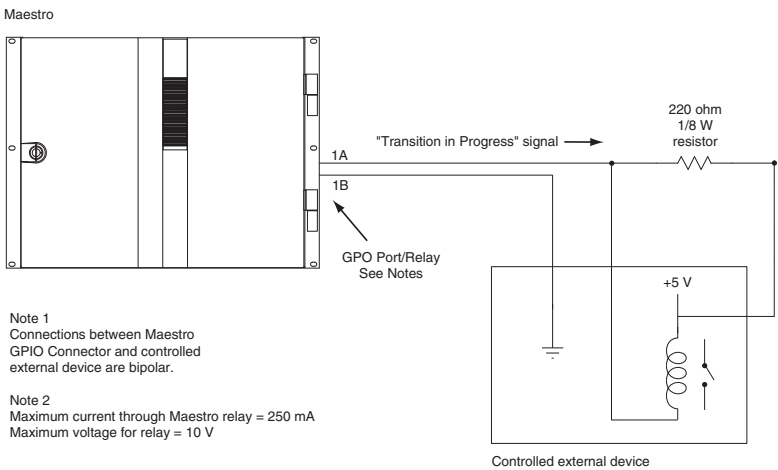 Maestro
220 ohm
1/8 W
resistor
"Transition in Progress" signal
1A
1B
GPO Port/Relay
See Notes
+5 V
Note 1
Connections between Maestro
GPIO Connector and controlled
external device are bipolar.
Note 2
Maximum current through Maestro relay = 250 mA
Maximum voltage for relay = 10 V
Controlled external device